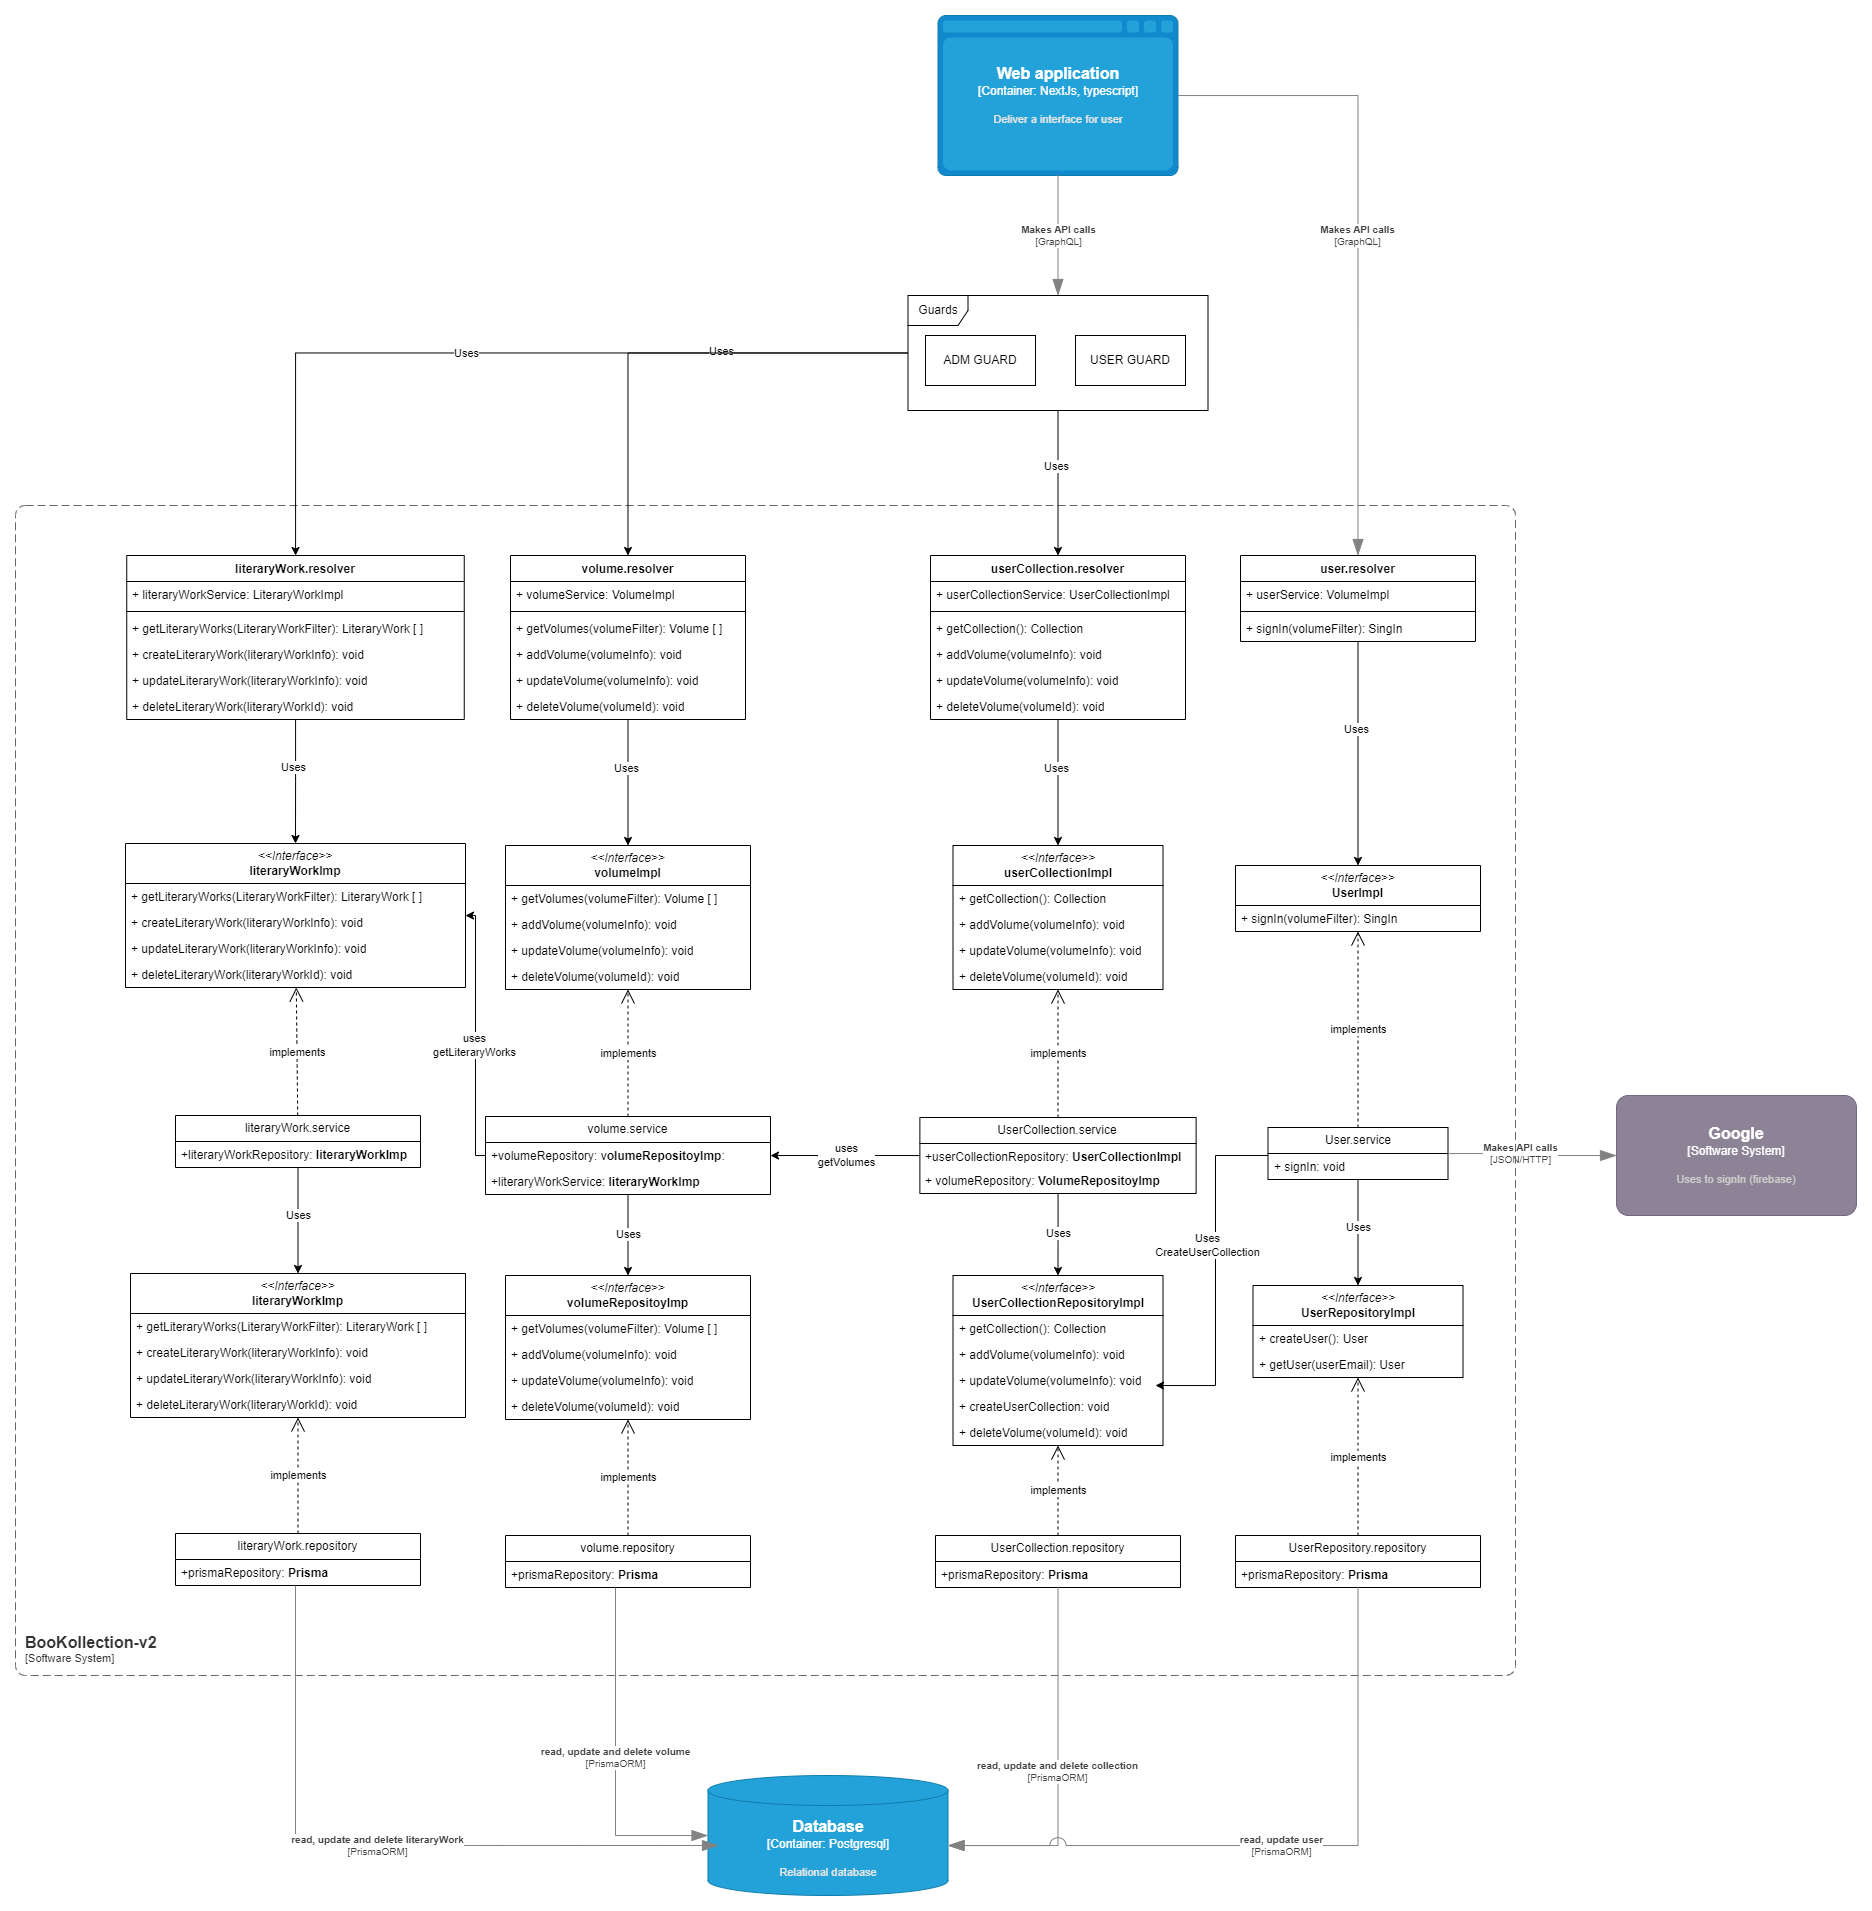 Web application
[Container: NextJs, typescript]
Deliver a interface for user
Makes API calls
[GraphQL]
Makes API calls
[GraphQL]
Guards
ADM GUARD
USER GUARD
Uses
Uses
Uses
literaryWork.resolver
+ literaryWorkService: LiteraryWorkImpl
+ getLiteraryWorks(LiteraryWorkFilter): LiteraryWork [ ]
+ createLiteraryWork(literaryWorkInfo): void
+ updateLiteraryWork(literaryWorkInfo): void
+ deleteLiteraryWork(literaryWorkId): void
volume.resolver
+ volumeService: VolumeImpl
+ getVolumes(volumeFilter): Volume [ ]
+ addVolume(volumeInfo): void
+ updateVolume(volumeInfo): void
+ deleteVolume(volumeId): void
userCollection.resolver
+ userCollectionService: UserCollectionImpl
+ getCollection(): Collection
+ addVolume(volumeInfo): void
+ updateVolume(volumeInfo): void
+ deleteVolume(volumeId): void
user.resolver
+ userService: VolumeImpl
+ signIn(volumeFilter): SingIn
Uses
Uses
Uses
Uses
<<Interface>>
literaryWorkImp
+ getLiteraryWorks(LiteraryWorkFilter): LiteraryWork [ ]
+ createLiteraryWork(literaryWorkInfo): void
+ updateLiteraryWork(literaryWorkInfo): void
+ deleteLiteraryWork(literaryWorkId): void
<<Interface>>
volumeImpl
+ getVolumes(volumeFilter): Volume [ ]
+ addVolume(volumeInfo): void
+ updateVolume(volumeInfo): void
+ deleteVolume(volumeId): void
<<Interface>>
userCollectionImpl
+ getCollection(): Collection
+ addVolume(volumeInfo): void
+ updateVolume(volumeInfo): void
+ deleteVolume(volumeId): void
<<Interface>>
UserImpl
+ signIn(volumeFilter): SingIn
implements
uses
getLiteraryWorks
implements
implements
implements
literaryWork.service
+literaryWorkRepository: literaryWorkImp
volume.service
+volumeRepository: volumeRepositoyImp:
+literaryWorkService: literaryWorkImp
uses
getVolumes
UserCollection.service
+userCollectionRepository: UserCollectionImpl
+ volumeRepository: VolumeRepositoyImp
User.service
+ signIn: void
Makes API calls
[JSON/HTTP]
Google
[Software System]
Uses to signIn (firebase)
Uses
Uses
Uses
Uses
CreateUserCollection
Uses
<<Interface>>
literaryWorkImp
+ getLiteraryWorks(LiteraryWorkFilter): LiteraryWork [ ]
+ createLiteraryWork(literaryWorkInfo): void
+ updateLiteraryWork(literaryWorkInfo): void
+ deleteLiteraryWork(literaryWorkId): void
<<Interface>>
volumeRepositoyImp
+ getVolumes(volumeFilter): Volume [ ]
+ addVolume(volumeInfo): void
+ updateVolume(volumeInfo): void
+ deleteVolume(volumeId): void
<<Interface>>
UserCollectionRepositoryImpl
+ getCollection(): Collection
+ addVolume(volumeInfo): void
+ updateVolume(volumeInfo): void
+ createUserCollection: void
+ deleteVolume(volumeId): void
<<Interface>>
UserRepositoryImpl
+ createUser(): User
+ getUser(userEmail): User
implements
implements
implements
implements
literaryWork.repository
+prismaRepository: Prisma
volume.repository
+prismaRepository: Prisma
UserCollection.repository
+prismaRepository: Prisma
UserRepository.repository
+prismaRepository: Prisma
BooKollection-v2
[Software System]
read, update and delete volume
[PrismaORM]
read, update and delete collection
[PrismaORM]
read, update and delete literaryWork
[PrismaORM]
read, update user
[PrismaORM]
Database
[Container: Postgresql]
Relational database